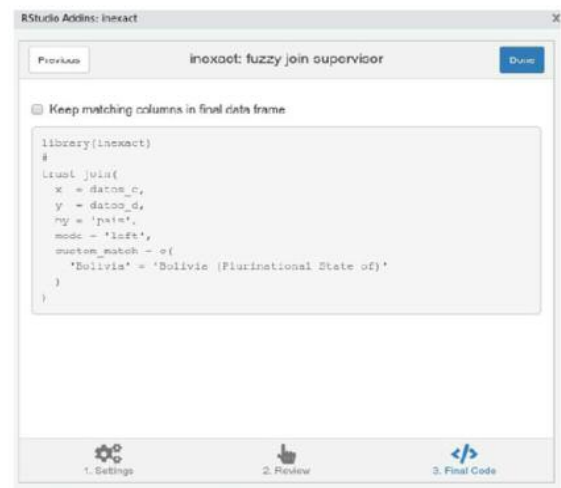 RStudio Addins: inexact
X
Previous
inexact: fuzzy join supervisor
Done
Keep matching columns in final data frame
library(inexact)
#
join(
x = datos_c,
y = datos_d,
by = 'pais',
mode = 'left',
custom_match = c(
'Bolivia' = 'Bolivia (Plurinational State of)'
)
)
1. Settings
2. Review
3. Final Code